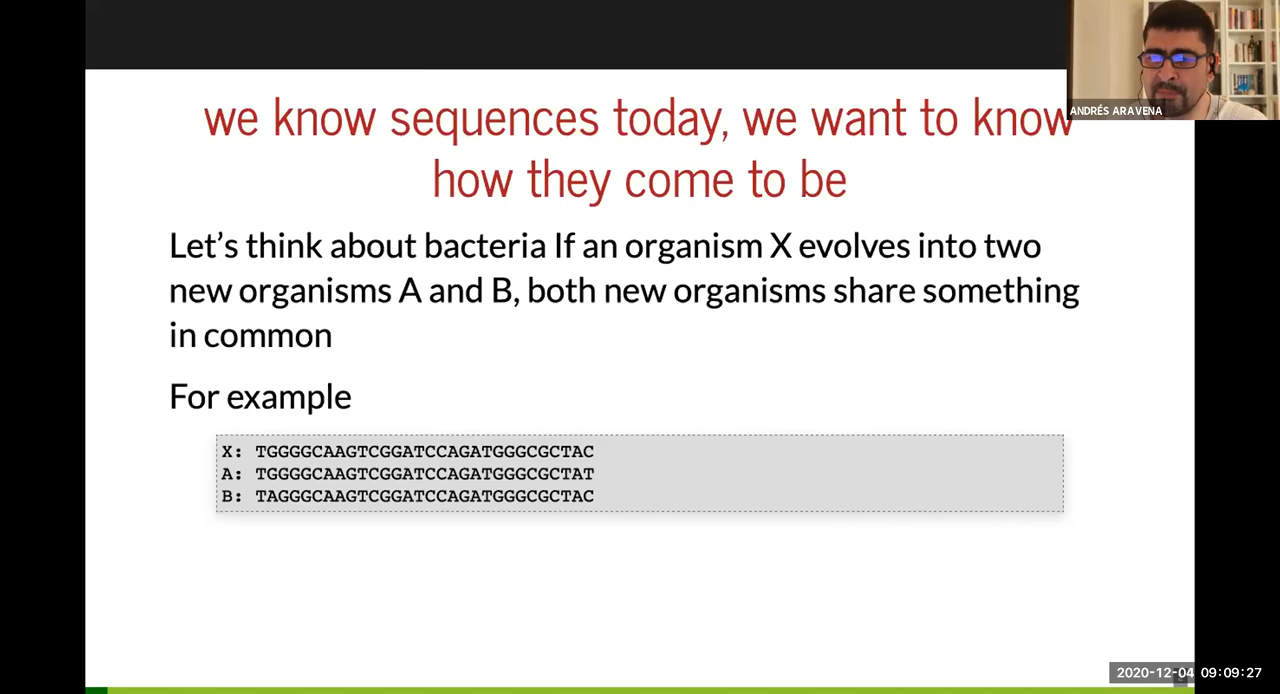 ANDRÉS ARAVENA
we know sequences today, we want to know
how they come to be
Let's think about bacteria If an organism X evolves into two
new organisms A and B, both new organisms share something
in common
For example
X: TGGGGCAAGTCGGATCCAGATGGGCGCTAC
A: TGGGGCAAGTCGGATCCAGATGGGCGCTAT
B: TAGGGCAAGTCGGATCCAGATGGGCGCTAC
2020-12-04 09:09:27